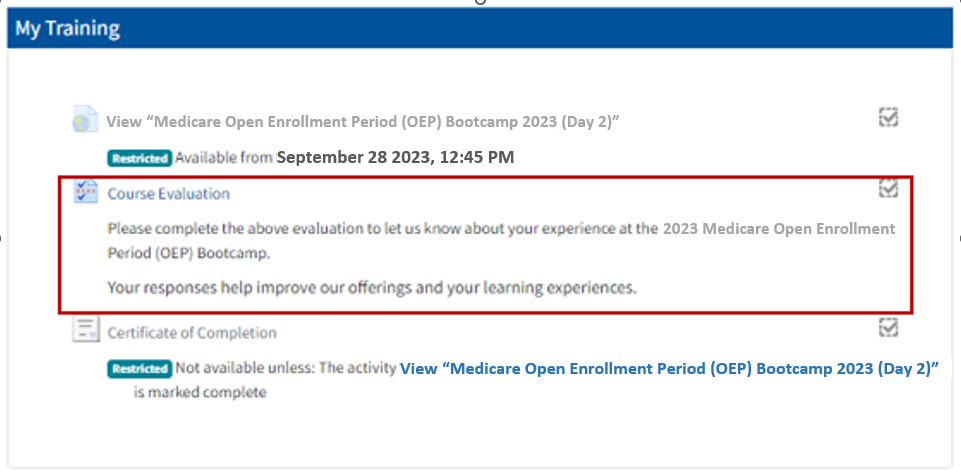 My Training
View “Medicare Open Enrollment Period (OEP) Bootcamp 2023 (Day 2)”
Restricted Available from September 28 2023, 12:45 PM
Course Evaluation
Please complete the above evaluation to let us know about your experience at the 2023 Medicare Open Enrollment
Period (OEP) Bootcamp.
Your responses help improve our offerings and your learning experiences.
Certificate of Completion
Restricted Not available unless: The activity View “Medicare Open Enrollment Period (OEP) Bootcamp 2023 (Day 2)”
is marked complete